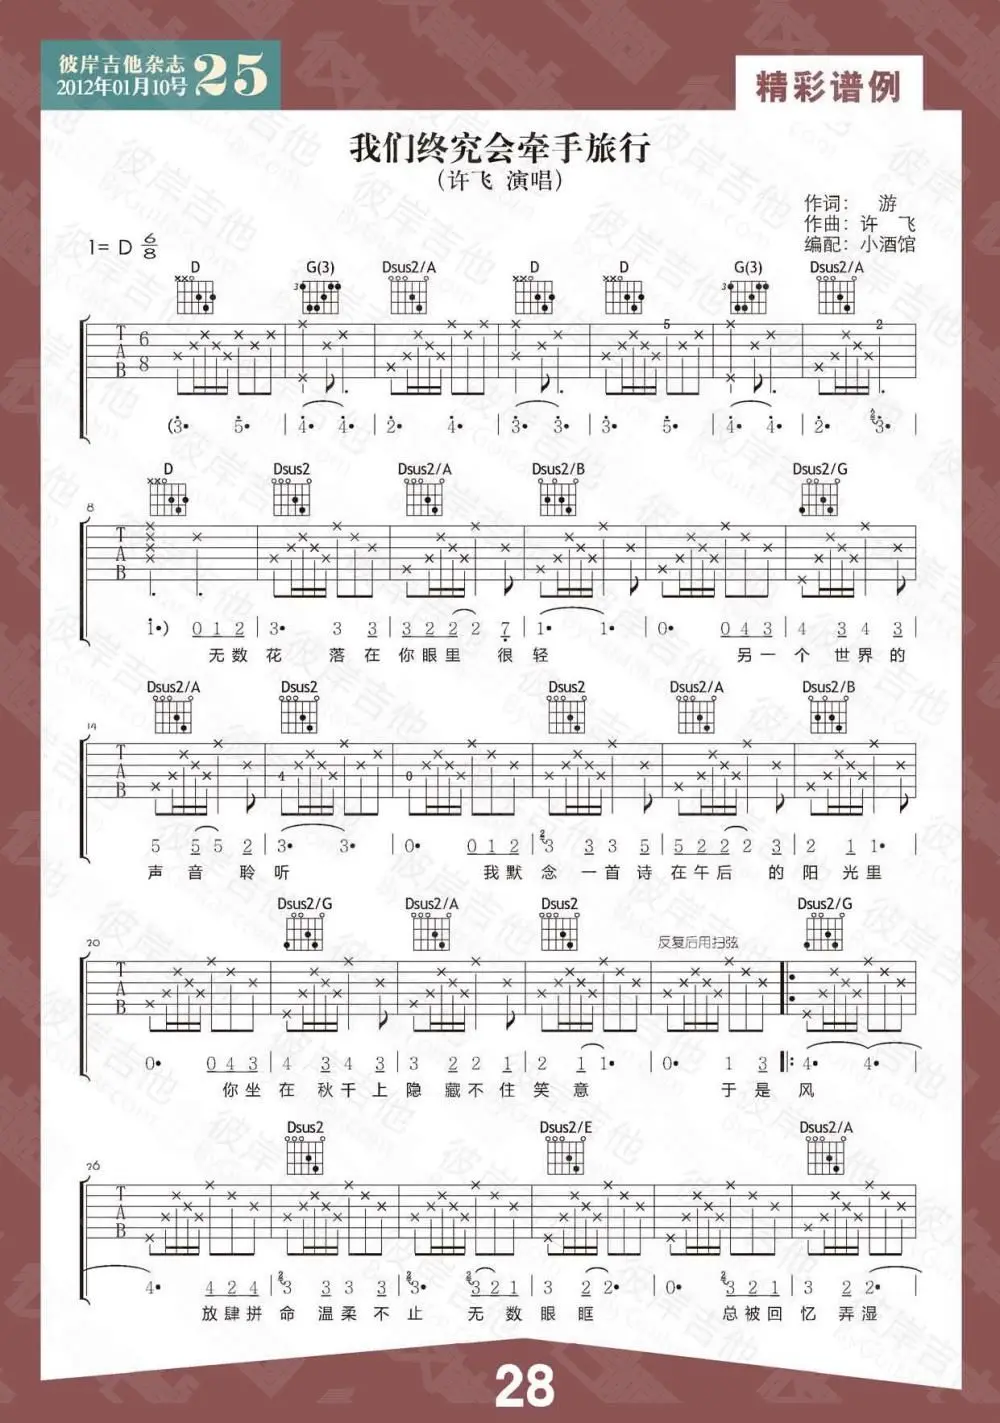 彼岸吉他杂志
2012年01月10号
25
精彩谱例
我们终究会牵手旅行
（许飞 演唱）
作词： 游
作曲：许 飞
编配：小酒馆
1= D 6/8
D G(3) Dsus2/A D D G(3) Dsus2/A
T A B 6 8 5 2
(3• 5• | 4• 4• | 2• 4• | 3• 3• | 3• 5• | 4• 4• | 2• 3•
D Dsus2 Dsus2/A Dsus2/B Dsus2/G
8
T A B
1•) 0 1 2 | 3• 3 3 | 3 2 2 2 7 | 1• 1• | 0• 0 4 3 | 4 3 4 3
无数花 落在你眼里 很轻 另一个世界的
Dsus2/A Dsus2 Dsus2 Dsus2/A Dsus2/B
14
T A B 4 0
5 5 5 2 | 3• 3• | 0• 0 1 2 | 3 3 3 5 | 5 2 2 2 3 | 2 1 1•
声音聆听 我默念一首诗在午后 的阳光里
Dsus2/G Dsus2/A Dsus2 Dsus2/G
20
反复后用扫弦
T A B
0• 0 4 3 | 4 3 4 3 | 3 2 2 1 | 2 1 1• | 0• 1 3 |: 4• 4•
你坐在秋千上隐藏不住笑意 于是风
Dsus2 Dsus2/E Dsus2/A
26
T A B
4• 4 2 4 | 3 3 3 3 | 2• 3 2 1 | 3 2 2• | 0• 3 2 1 | 3 2 2•
放肆拼命温柔不止 无数眼眶 总被回忆弄湿
28